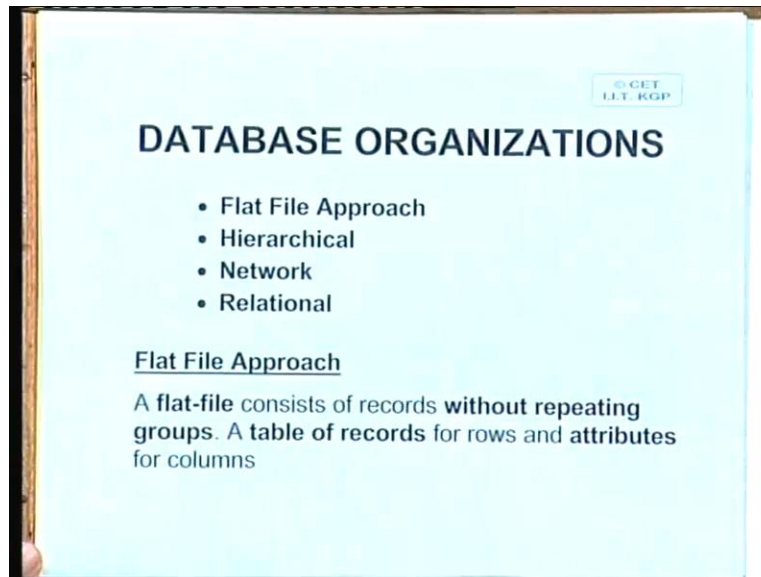 © CET
I.I.T. KGP
DATABASE ORGANIZATIONS
• Flat File Approach
• Hierarchical
• Network
• Relational
Flat File Approach
A flat-file consists of records without repeating
groups. A table of records for rows and attributes
for columns